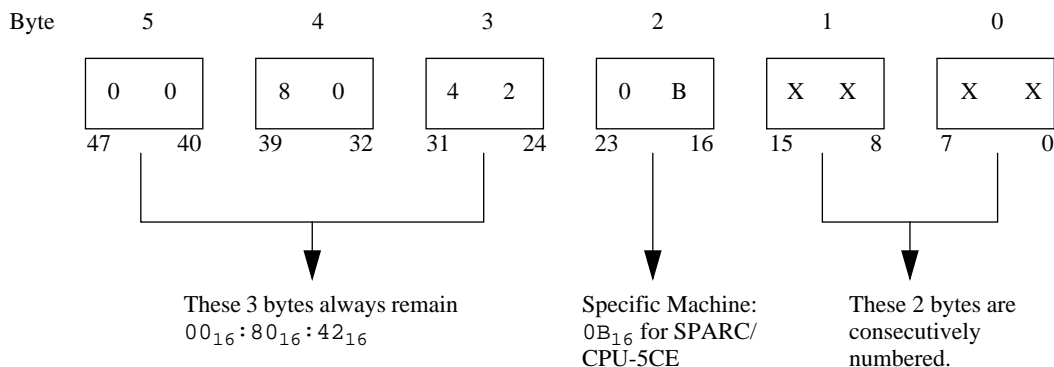 Byte 5 4 3 2 1 0
0 0 8 0 4 2 0 B X X X X
47 40 39 32 31 24 23 16 15 8 7 0
These 3 bytes always remain
00₁₆:80₁₆:42₁₆
Specific Machine:
0B₁₆ for SPARC/
CPU-5CE
These 2 bytes are
consecutively
numbered.